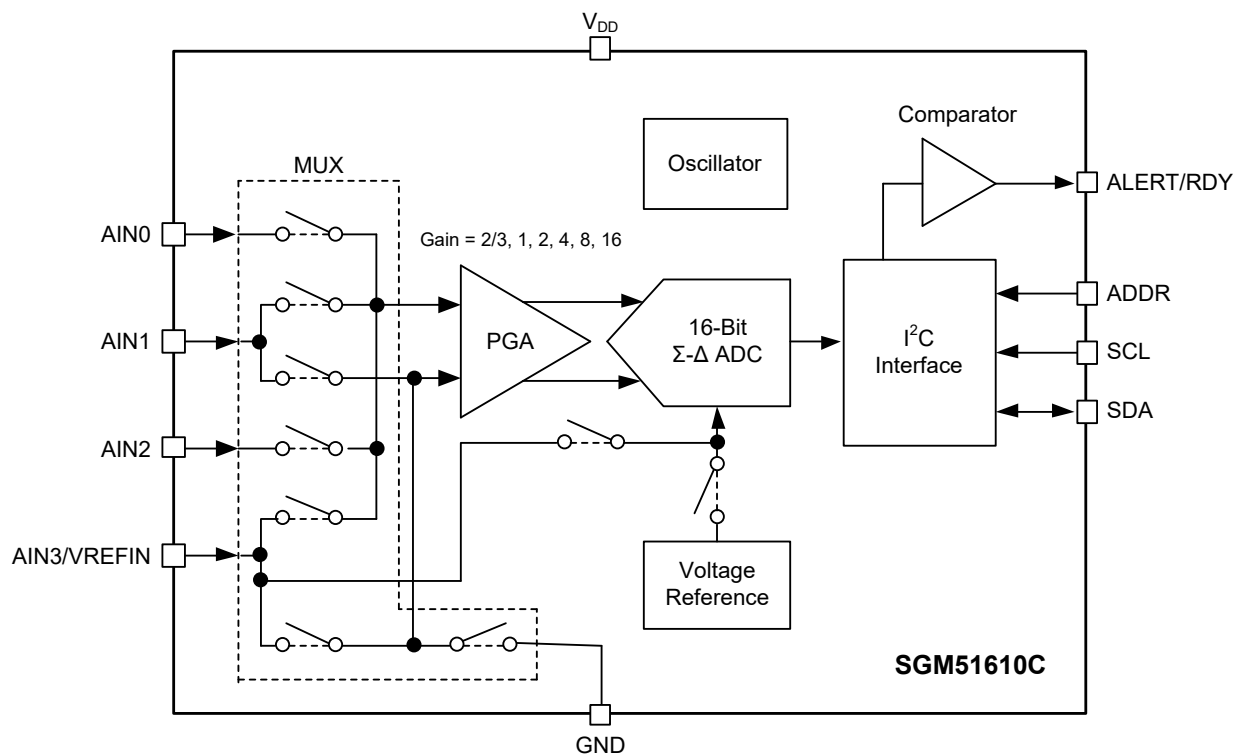 V_DD
Comparator
Oscillator
MUX
ALERT/RDY
AIN0
Gain = 2/3, 1, 2, 4, 8, 16
ADDR
AIN1
PGA
16-Bit
Σ-Δ ADC
I²C
Interface
SCL
SDA
AIN2
AIN3/VREFIN
Voltage
Reference
SGM51610C
GND